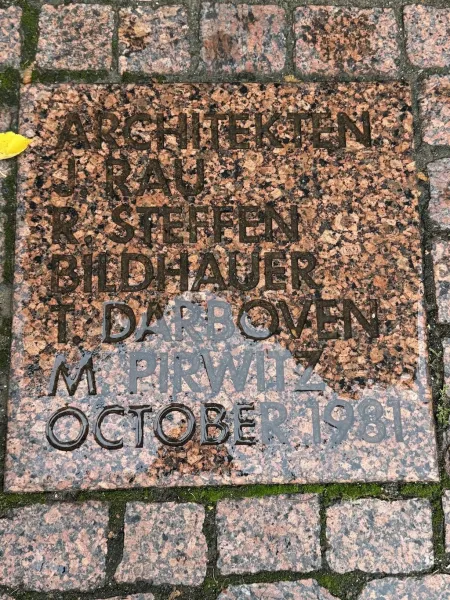 ARCHITEKTEN
J. RAU
R. STEFFEN
BILDHAUER
T. DARBOVEN
M. PIRWITZ
OCTOBER 1981